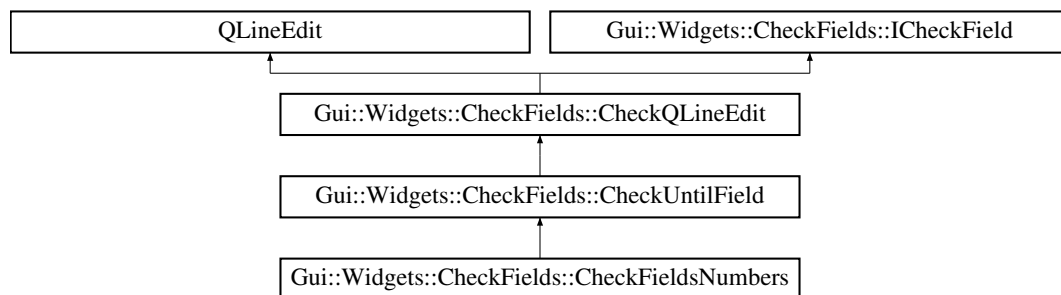 QLineEdit
Gui::Widgets::CheckFields::ICheckField
Gui::Widgets::CheckFields::CheckQLineEdit
Gui::Widgets::CheckFields::CheckUntilField
Gui::Widgets::CheckFields::CheckFieldsNumbers